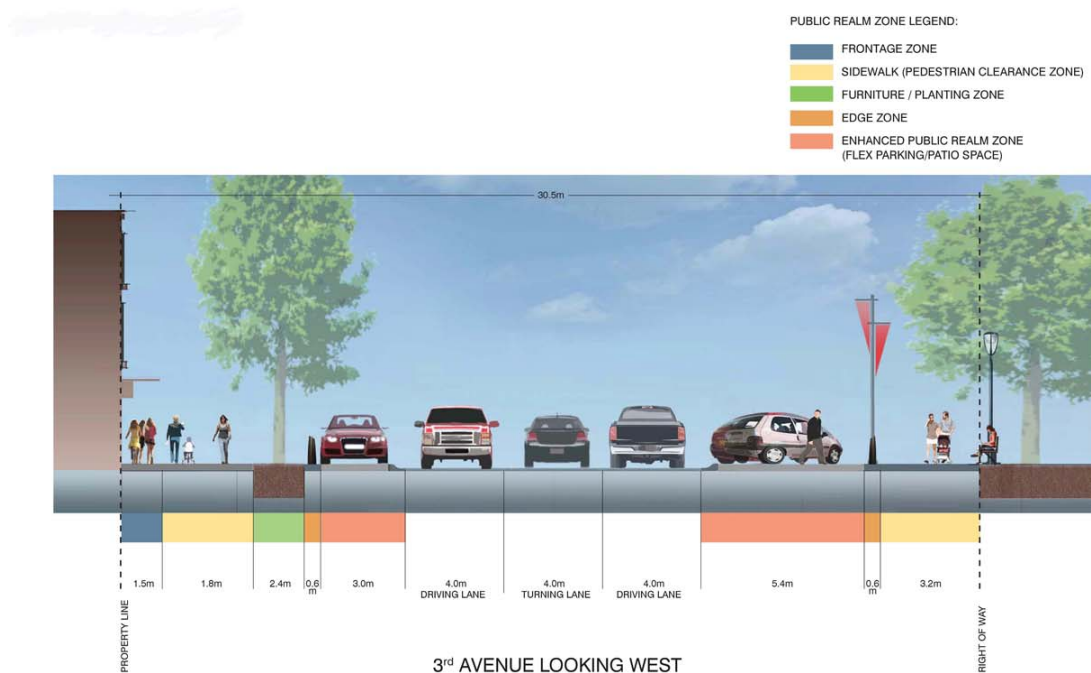 PUBLIC REALM ZONE LEGEND:
FRONTAGE ZONE
SIDEWALK (PEDESTRIAN CLEARANCE ZONE)
FURNITURE / PLANTING ZONE
EDGE ZONE
ENHANCED PUBLIC REALM ZONE
(FLEX PARKING/PATIO SPACE)
30.5m
1.5m
1.8m
2.4m
0.6
m
3.0m
4.0m
DRIVING LANE
4.0m
TURNING LANE
4.0m
DRIVING LANE
5.4m
0.6
m
3.2m
PROPERTY LINE
RIGHT OF WAY
3rd AVENUE LOOKING WEST